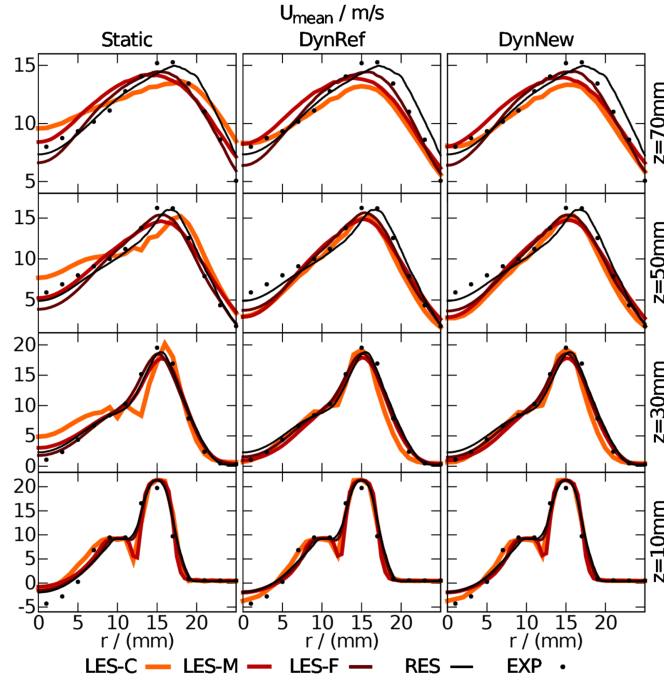 U_mean / m/s
Static DynRef DynNew
15
10
5
z=70mm
15
10
5
z=50mm
20
15
10
5
0
z=30mm
20
15
10
5
0
-5
z=10mm
0 5 10 15 20 0 5 10 15 20 0 5 10 15 20 25
r / (mm) r / (mm) r / (mm)
LES-C LES-M LES-F RES EXP